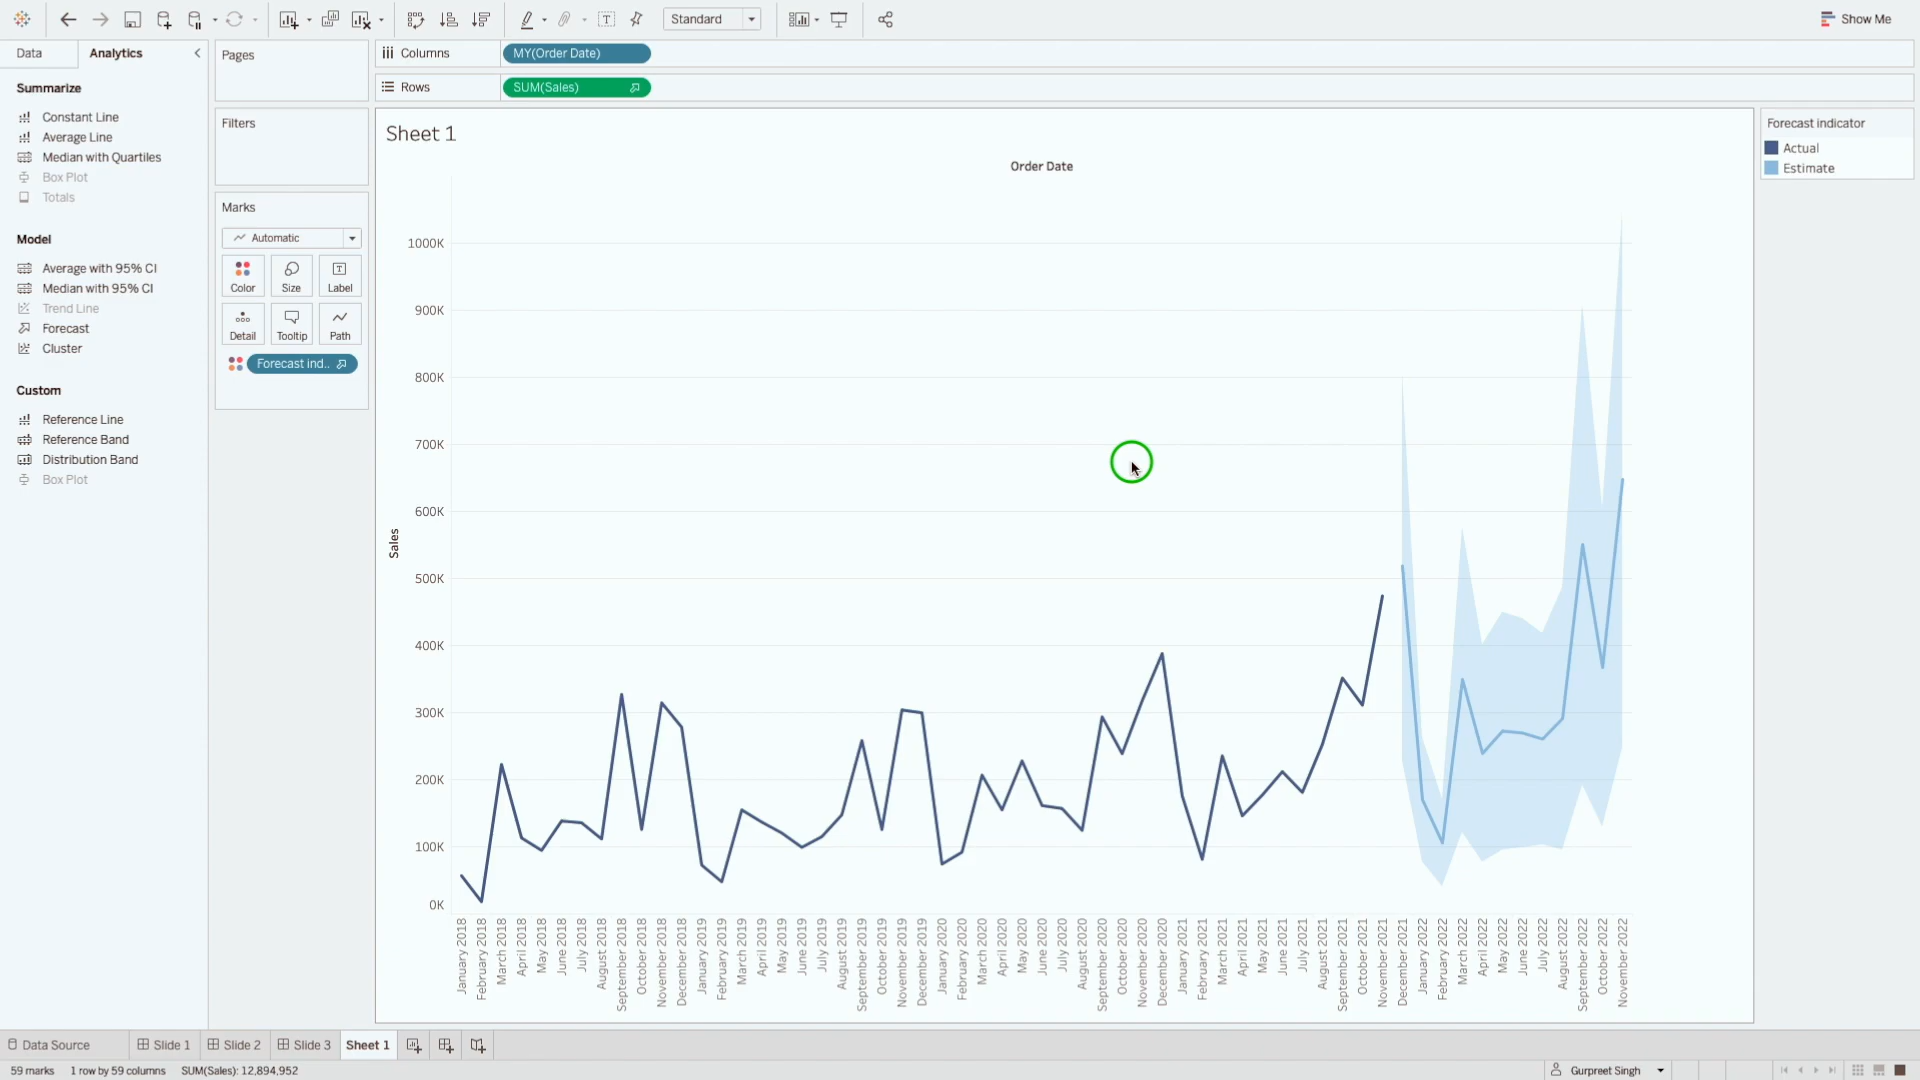 Standard
Show Me
Data
Analytics
Summarize
Constant Line
Average Line
Median with Quartiles
Box Plot
Totals
Model
Average with 95% CI
Median with 95% CI
Trend Line
Forecast
Cluster
Custom
Reference Line
Reference Band
Distribution Band
Box Plot
Pages
Filters
Marks
Automatic
Color
Size
Label
Detail
Tooltip
Path
Forecast ind..
Columns
MY(Order Date)
Rows
SUM(Sales)
Sheet 1
Order Date
1000K
900K
800K
700K
600K
500K
400K
300K
200K
100K
0K
Sales
January 2018
February 2018
March 2018
April 2018
May 2018
June 2018
July 2018
August 2018
September 2018
October 2018
November 2018
December 2018
January 2019
February 2019
March 2019
April 2019
May 2019
June 2019
July 2019
August 2019
September 2019
October 2019
November 2019
December 2019
January 2020
February 2020
March 2020
April 2020
May 2020
June 2020
July 2020
August 2020
September 2020
October 2020
November 2020
December 2020
January 2021
February 2021
March 2021
April 2021
May 2021
June 2021
July 2021
August 2021
September 2021
October 2021
November 2021
December 2021
January 2022
February 2022
March 2022
April 2022
May 2022
June 2022
July 2022
August 2022
September 2022
October 2022
November 2022
Forecast indicator
Actual
Estimate
Data Source
Slide 1
Slide 2
Slide 3
Sheet 1
59 marks
1 row by 59 columns
SUM(Sales): 12,894,952
Gurpreet Singh